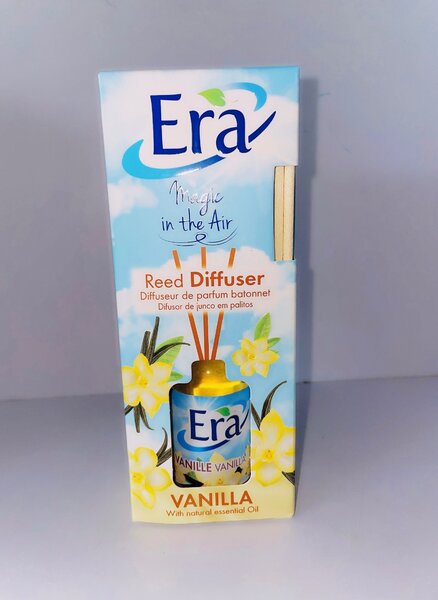 Era
Magic
in the Air
Reed Diffuser
Diffuseur de parfum batonnet
Difusor de junco em palitos
Era
VANILLE VANILLA
VANILLA
With natural essential Oil